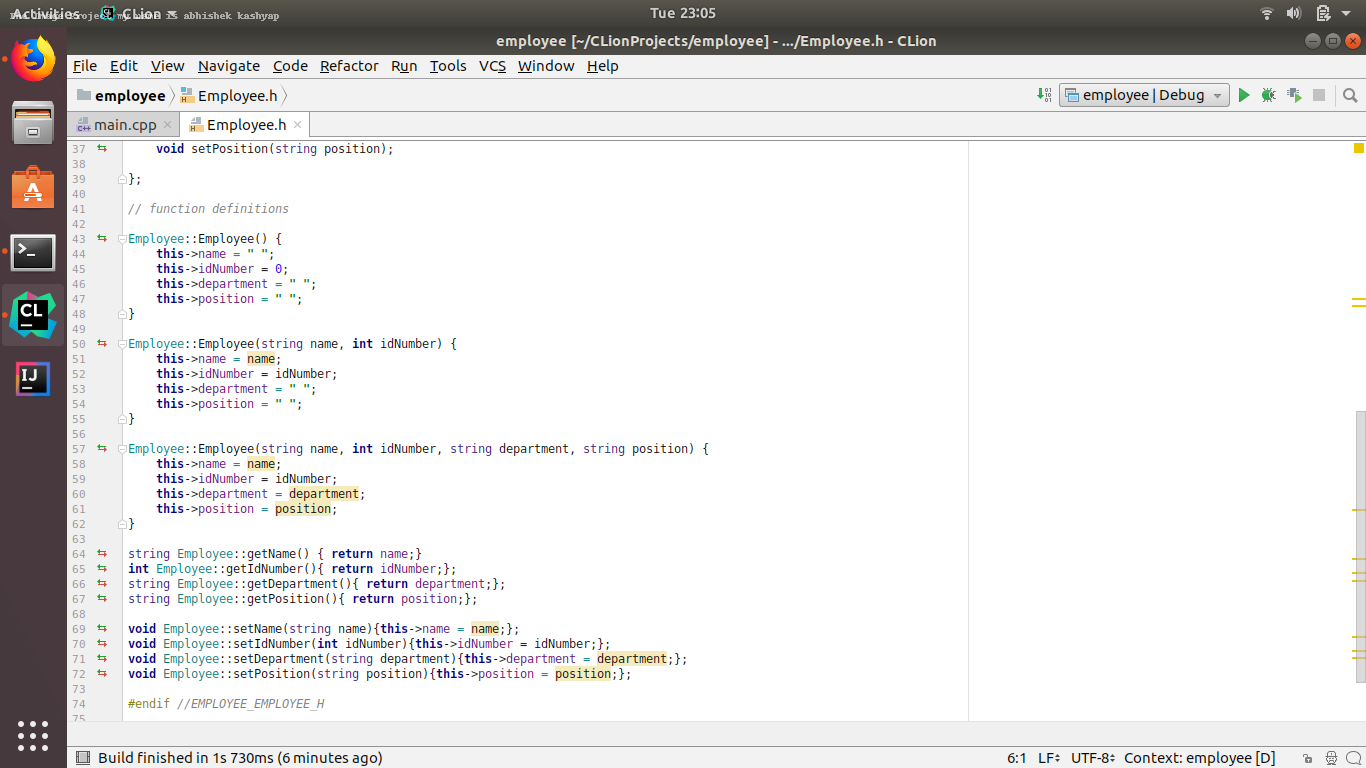 Activities CLion
my name is abhishek kashyap
Tue 23:05
employee [~/CLionProjects/employee] - .../Employee.h - CLion
File Edit View Navigate Code Refactor Run Tools VCS Window Help
employee Employee.h employee | Debug
main.cpp Employee.h
37 void setPosition(string position);
38
39 };
40
41 // function definitions
42
43 Employee::Employee() {
44 this->name = " ";
45 this->idNumber = 0;
46 this->department = " ";
47 this->position = " ";
48 }
49
50 Employee::Employee(string name, int idNumber) {
51 this->name = name;
52 this->idNumber = idNumber;
53 this->department = " ";
54 this->position = " ";
55 }
56
57 Employee::Employee(string name, int idNumber, string department, string position) {
58 this->name = name;
59 this->idNumber = idNumber;
60 this->department = department;
61 this->position = position;
62 }
63
64 string Employee::getName() { return name;}
65 int Employee::getIdNumber(){ return idNumber;};
66 string Employee::getDepartment(){ return department;};
67 string Employee::getPosition(){ return position;};
68
69 void Employee::setName(string name){this->name = name;};
70 void Employee::setIdNumber(int idNumber){this->idNumber = idNumber;};
71 void Employee::setDepartment(string department){this->department = department;};
72 void Employee::setPosition(string position){this->position = position;};
73
74 #endif //EMPLOYEE_EMPLOYEE_H
75
Build finished in 1s 730ms (6 minutes ago) 6:1 LF UTF-8 Context: employee [D]